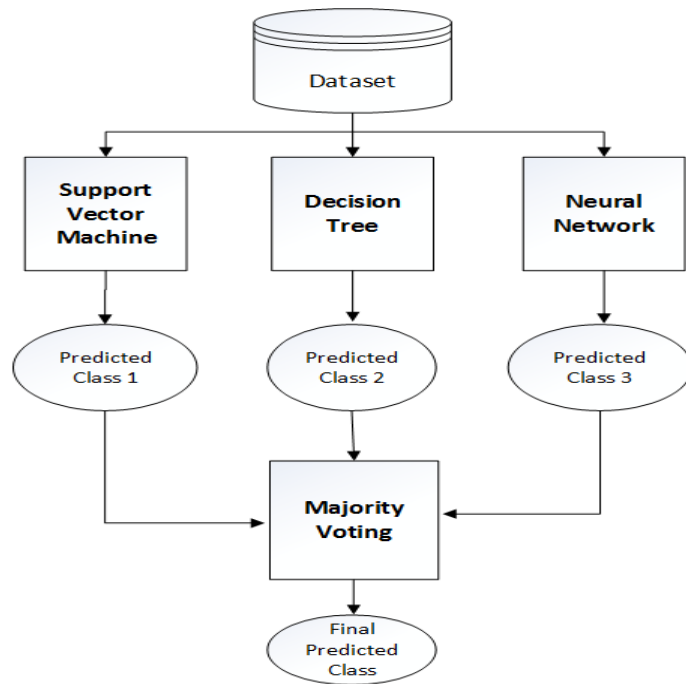 Dataset
Support
Vector
Machine
Decision
Tree
Neural
Network
Predicted
Class 1
Predicted
Class 2
Predicted
Class 3
Majority
Voting
Final
Predicted
Class